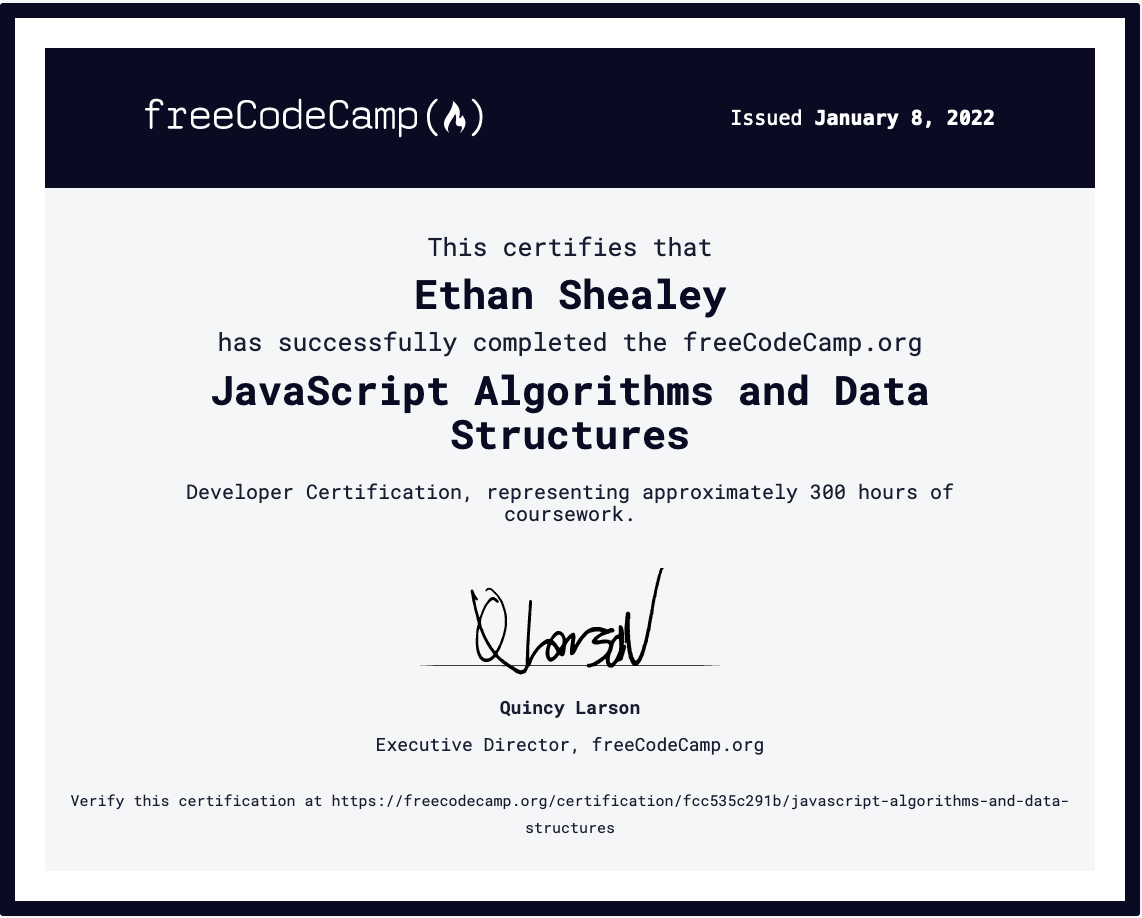 freeCodeCamp(🔥)
Issued January 8, 2022
This certifies that
Ethan Shealey
has successfully completed the freeCodeCamp.org
JavaScript Algorithms and Data
Structures
Developer Certification, representing approximately 300 hours of
coursework.
Q Larson
Quincy Larson
Executive Director, freeCodeCamp.org
Verify this certification at https://freecodecamp.org/certification/fcc535c291b/javascript-algorithms-and-data-
structures